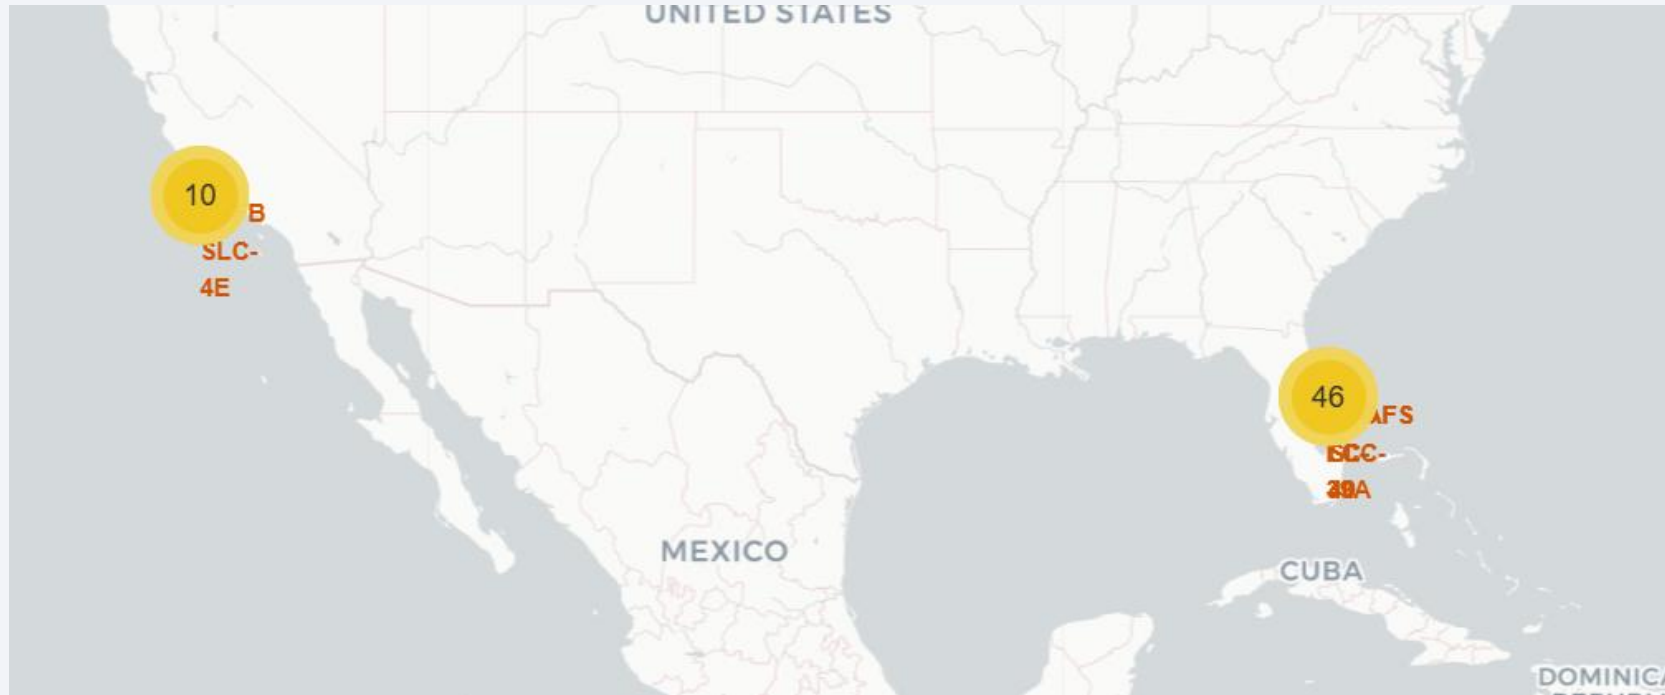 UNITED STATES
10
B
SLC-
4E
46
AFS
MEXICO
CUBA
DOMINICA